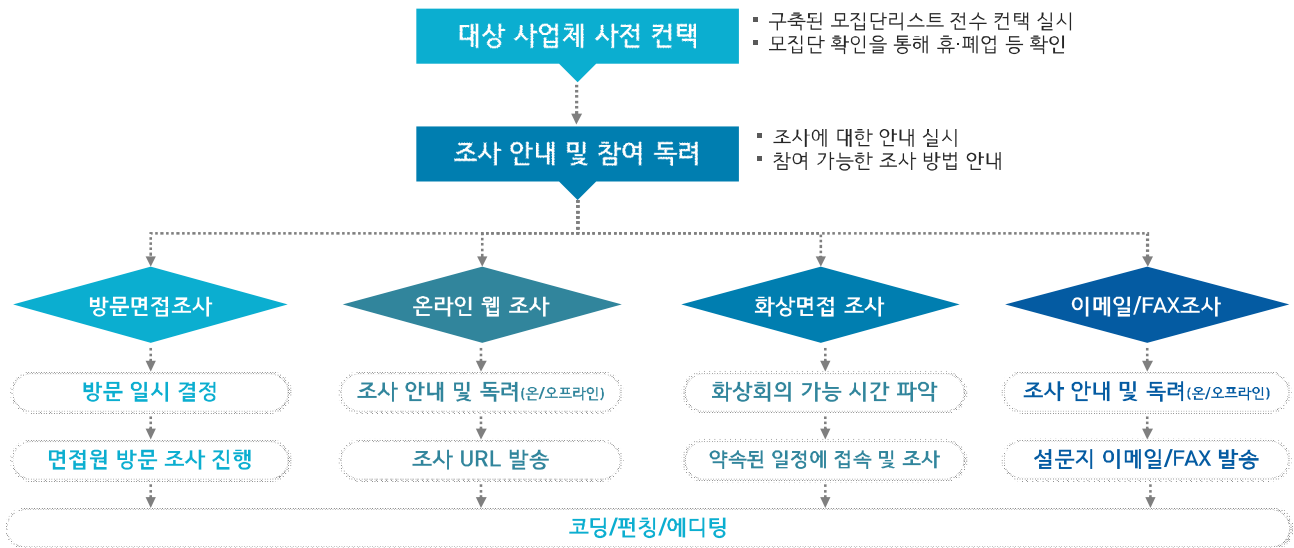 대상 사업체 사전 컨택
▪ 구축된 모집단리스트 전수 컨택 실시
▪ 모집단 확인을 통해 휴·폐업 등 확인
조사 안내 및 참여 독려
▪ 조사에 대한 안내 실시
▪ 참여 가능한 조사 방법 안내
방문면접조사
온라인 웹 조사
화상면접 조사
이메일/FAX조사
방문 일시 결정
조사 안내 및 독려(온/오프라인)
화상회의 가능 시간 파악
조사 안내 및 독려(온/오프라인)
면접원 방문 조사 진행
조사 URL 발송
약속된 일정에 접속 및 조사
설문지 이메일/FAX 발송
코딩/펀칭/에디팅